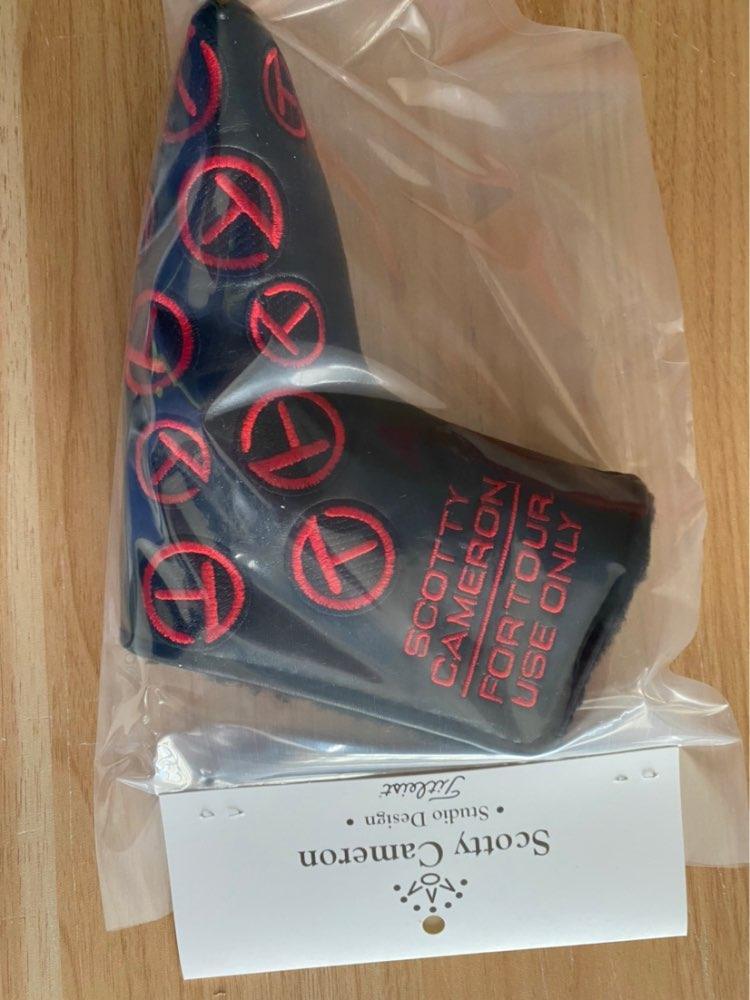 SCOTTY
CAMERON
FOR TOUR
USE ONLY
Scotty Cameron
• Studio Design •
Titleist